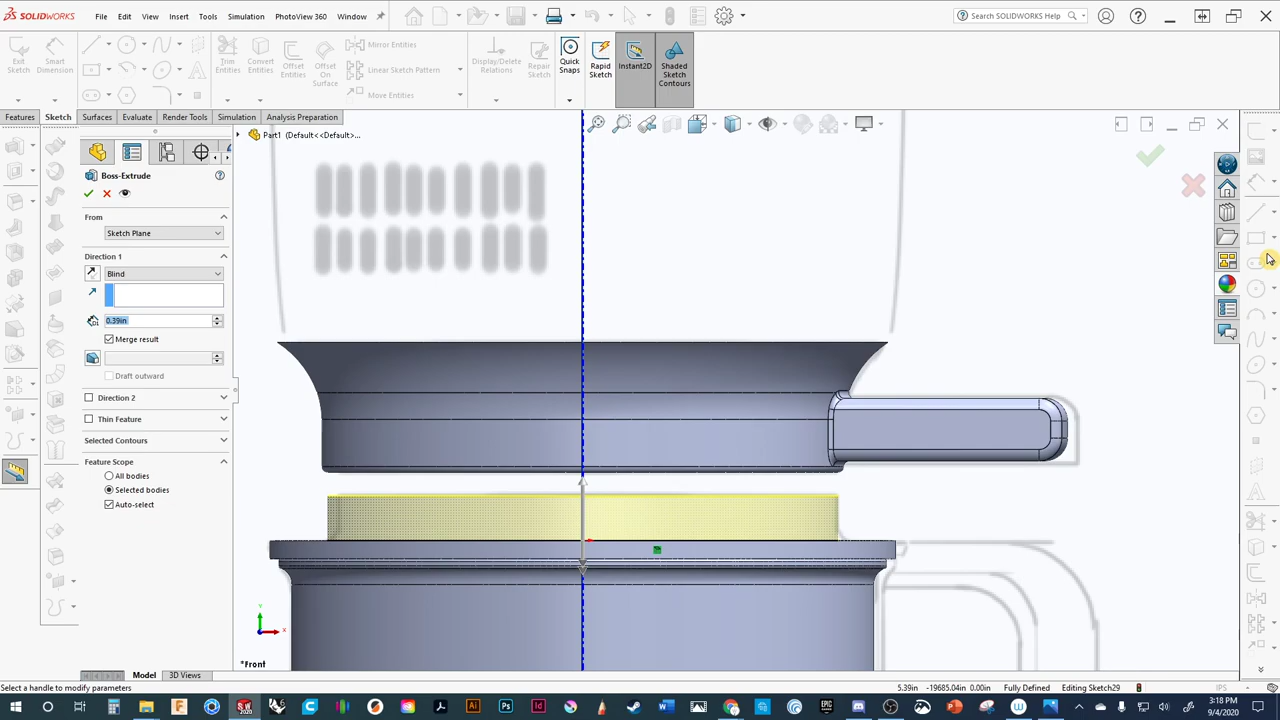 SOLIDWORKS File Edit View Insert Tools Simulation PhotoView 360 Window Search SOLIDWORKS Help
Exit Sketch
Smart Dimension
Trim Entities
Convert Entities
Offset Entities
Offset On Surface
Mirror Entities
Linear Sketch Pattern
Move Entities
Display/Delete Relations
Repair Sketch
Quick Snaps
Rapid Sketch
Instant2D
Shaded Sketch Contours
Features Sketch Surfaces Evaluate Render Tools Simulation Analysis Preparation
Part1 (Default<<Default>...
Boss-Extrude
From
Sketch Plane
Direction 1
Blind
0.39in
Merge result
Draft outward
Direction 2
Thin Feature
Selected Contours
Feature Scope
All bodies
Selected bodies
Auto-select
Y
X
*Front
Model 3D Views
Select a handle to modify parameters 5.39in -19685.04in 0.00in Fully Defined Editing Sketch29 IPS
3:18 PM
9/4/2020